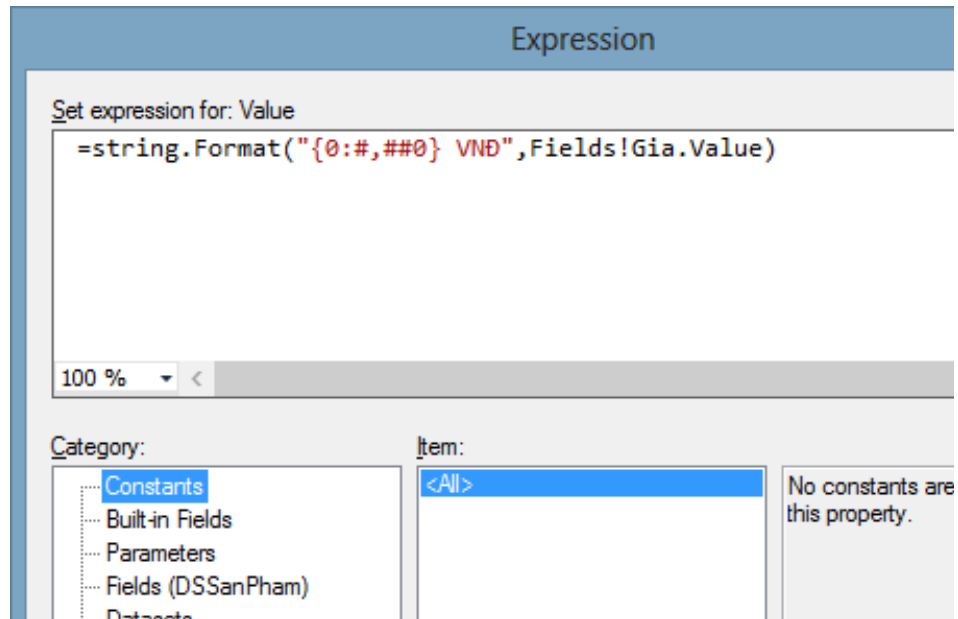 Expression
Set expression for: Value
=string.Format("{0:#,##0} VNĐ",Fields!Gia.Value)
100 %
Category:
Item:
Constants
<All>
No constants are
this property.
Built-in Fields
Parameters
Fields (DSSanPham)
Datasets